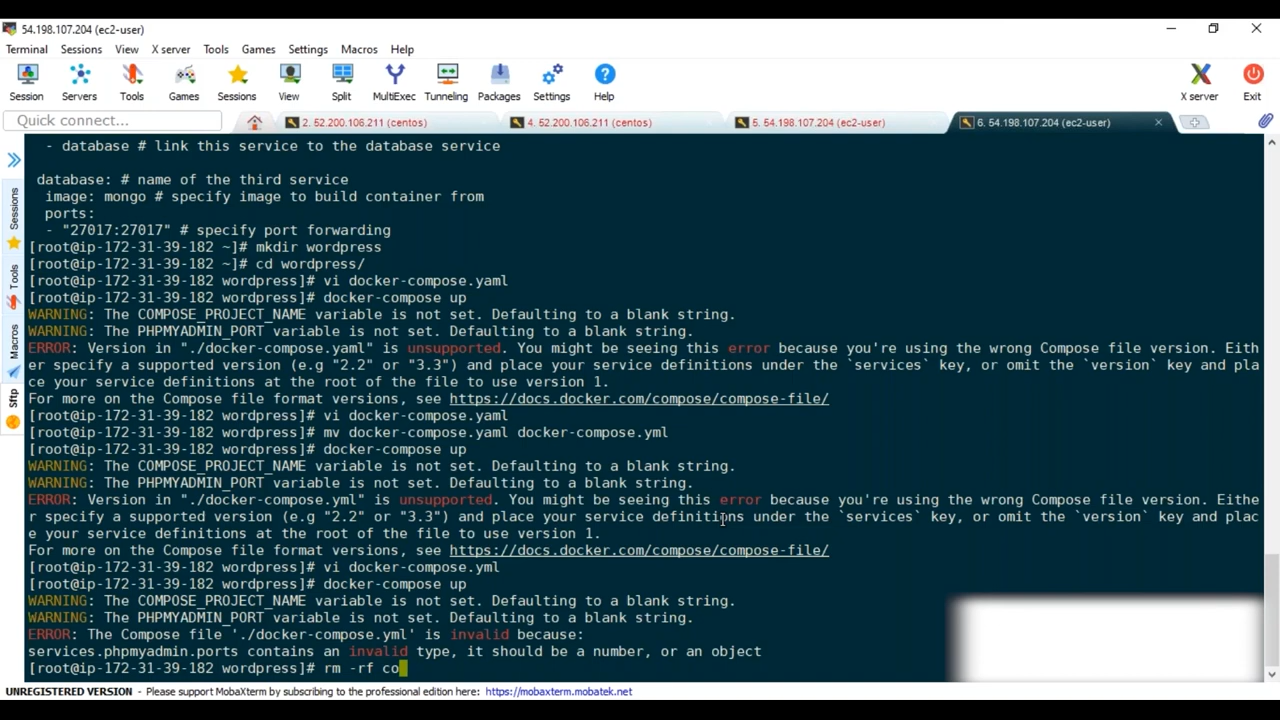 54.198.107.204 (ec2-user)
Terminal Sessions View X server Tools Games Settings Macros Help
Session Servers Tools Games Sessions View Split MultiExec Tunneling Packages Settings Help X server Exit
Quick connect... 2. 52.200.106.211 (centos) 4. 52.200.106.211 (centos) 5. 54.198.107.204 (ec2-user) 6. 54.198.107.204 (ec2-user)
Sessions
Tools
Macros
Sftp
- database # link this service to the database service
database: # name of the third service
image: mongo # specify image to build container from
ports:
- "27017:27017" # specify port forwarding
[root@ip-172-31-39-182 ~]# mkdir wordpress
[root@ip-172-31-39-182 ~]# cd wordpress/
[root@ip-172-31-39-182 wordpress]# vi docker-compose.yaml
[root@ip-172-31-39-182 wordpress]# docker-compose up
WARNING: The COMPOSE_PROJECT_NAME variable is not set. Defaulting to a blank string.
WARNING: The PHPMYADMIN_PORT variable is not set. Defaulting to a blank string.
ERROR: Version in "./docker-compose.yaml" is unsupported. You might be seeing this error because you're using the wrong Compose file version. Eith
er specify a supported version (e.g "2.2" or "3.3") and place your service definitions under the `services` key, or omit the `version` key and pla
ce your service definitions at the root of the file to use version 1.
For more on the Compose file format versions, see https://docs.docker.com/compose/compose-file/
[root@ip-172-31-39-182 wordpress]# vi docker-compose.yaml
[root@ip-172-31-39-182 wordpress]# mv docker-compose.yaml docker-compose.yml
[root@ip-172-31-39-182 wordpress]# docker-compose up
WARNING: The COMPOSE_PROJECT_NAME variable is not set. Defaulting to a blank string.
WARNING: The PHPMYADMIN_PORT variable is not set. Defaulting to a blank string.
ERROR: Version in "./docker-compose.yml" is unsupported. You might be seeing this error because you're using the wrong Compose file version. Eithe
r specify a supported version (e.g "2.2" or "3.3") and place your service definitions under the `services` key, or omit the `version` key and plac
e your service definitions at the root of the file to use version 1.
For more on the Compose file format versions, see https://docs.docker.com/compose/compose-file/
[root@ip-172-31-39-182 wordpress]# vi docker-compose.yml
[root@ip-172-31-39-182 wordpress]# docker-compose up
WARNING: The COMPOSE_PROJECT_NAME variable is not set. Defaulting to a blank string.
WARNING: The PHPMYADMIN_PORT variable is not set. Defaulting to a blank string.
ERROR: The Compose file './docker-compose.yml' is invalid because:
services.phpmyadmin.ports contains an invalid type, it should be a number, or an object
[root@ip-172-31-39-182 wordpress]# rm -rf co
UNREGISTERED VERSION - Please support MobaXterm by subscribing to the professional edition here: https://mobaxterm.mobatek.net